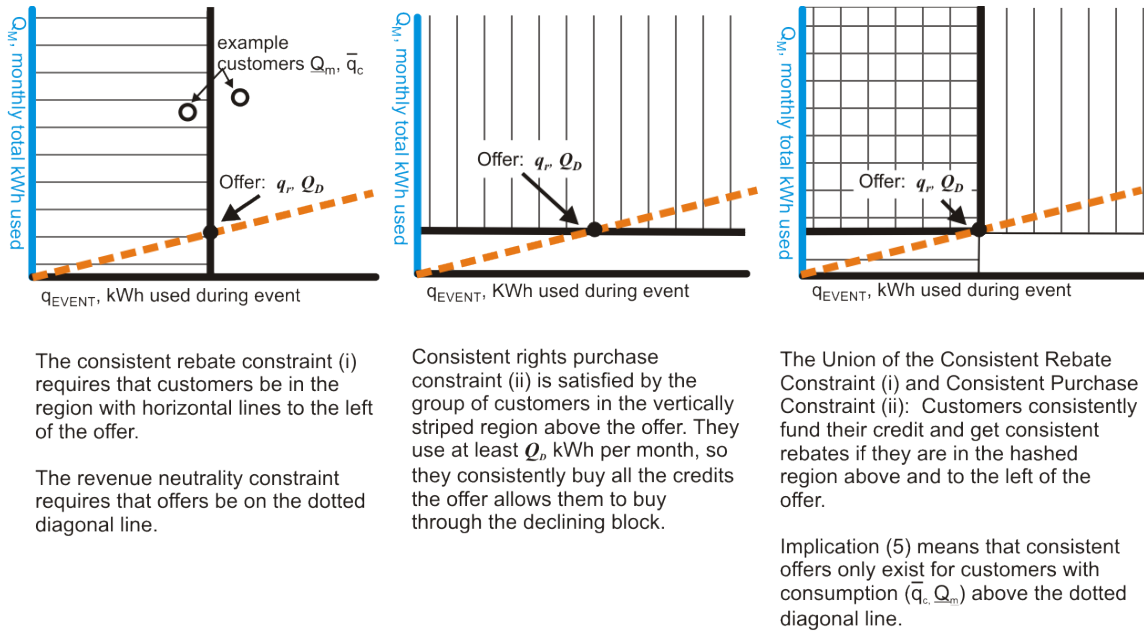 Q_M, monthly total kWh used
example
customers Q̲_m, q̅_c
Offer: q_r, Q_D
q_EVENT, kWh used during event
The consistent rebate constraint (i)
requires that customers be in the
region with horizontal lines to the left
of the offer.
The revenue neutrality constraint
requires that offers be on the dotted
diagonal line.
Q_M, monthly total kWh used
Offer: q_r, Q_D
q_EVENT, KWh used during event
Consistent rights purchase
constraint (ii) is satisfied by the
group of customers in the vertically
striped region above the offer. They
use at least Q_D kWh per month, so
they consistently buy all the credits
the offer allows them to buy
through the declining block.
Q_M, monthly total kWh used
Offer: q_r, Q_D
q_EVENT, kWh used during event
The Union of the Consistent Rebate
Constraint (i) and Consistent Purchase
Constraint (ii): Customers consistently
fund their credit and get consistent
rebates if they are in the hashed
region above and to the left of the
offer.
Implication (5) means that consistent
offers only exist for customers with
consumption (q̅_c, Q̲_m) above the dotted
diagonal line.